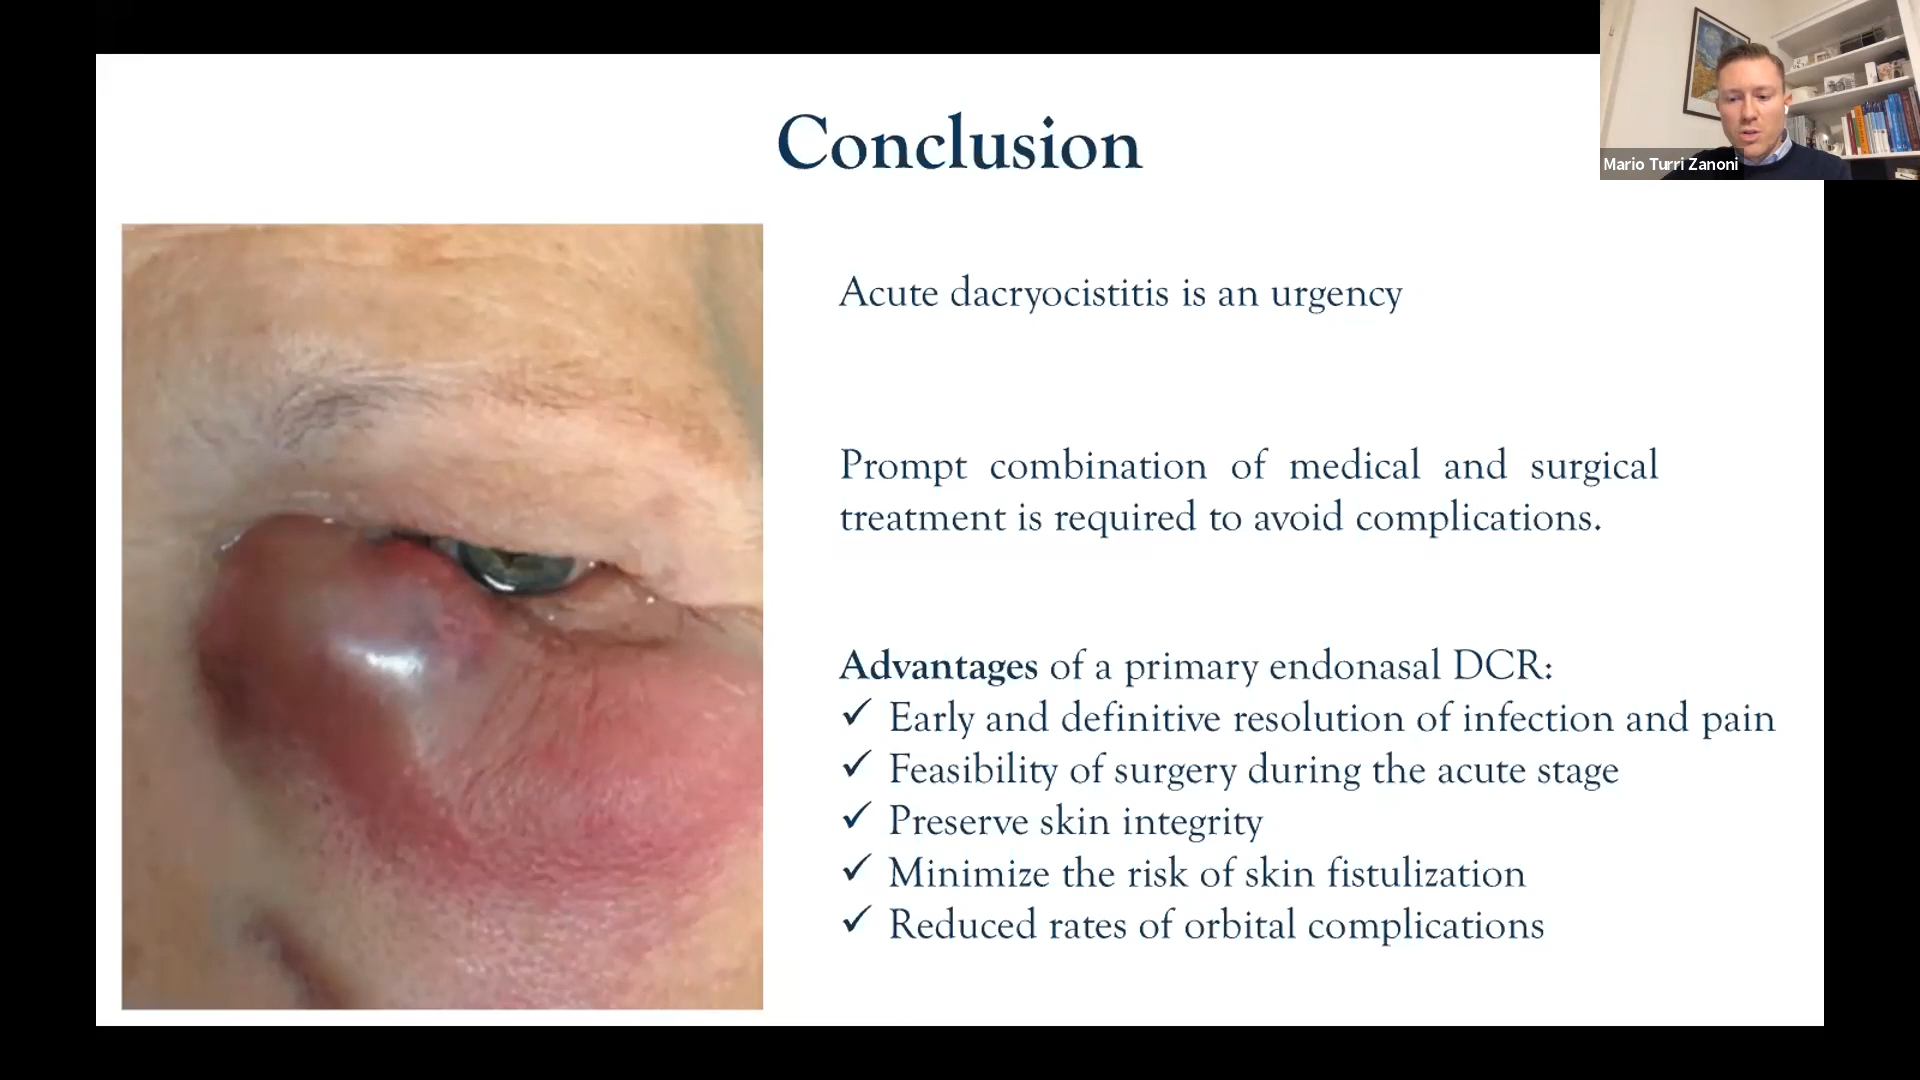 Conclusion
Mario Turri Zanoni
Acute dacryocistitis is an urgency
Prompt combination of medical and surgical
treatment is required to avoid complications.
Advantages of a primary endonasal DCR:
✓ Early and definitive resolution of infection and pain
✓ Feasibility of surgery during the acute stage
✓ Preserve skin integrity
✓ Minimize the risk of skin fistulization
✓ Reduced rates of orbital complications